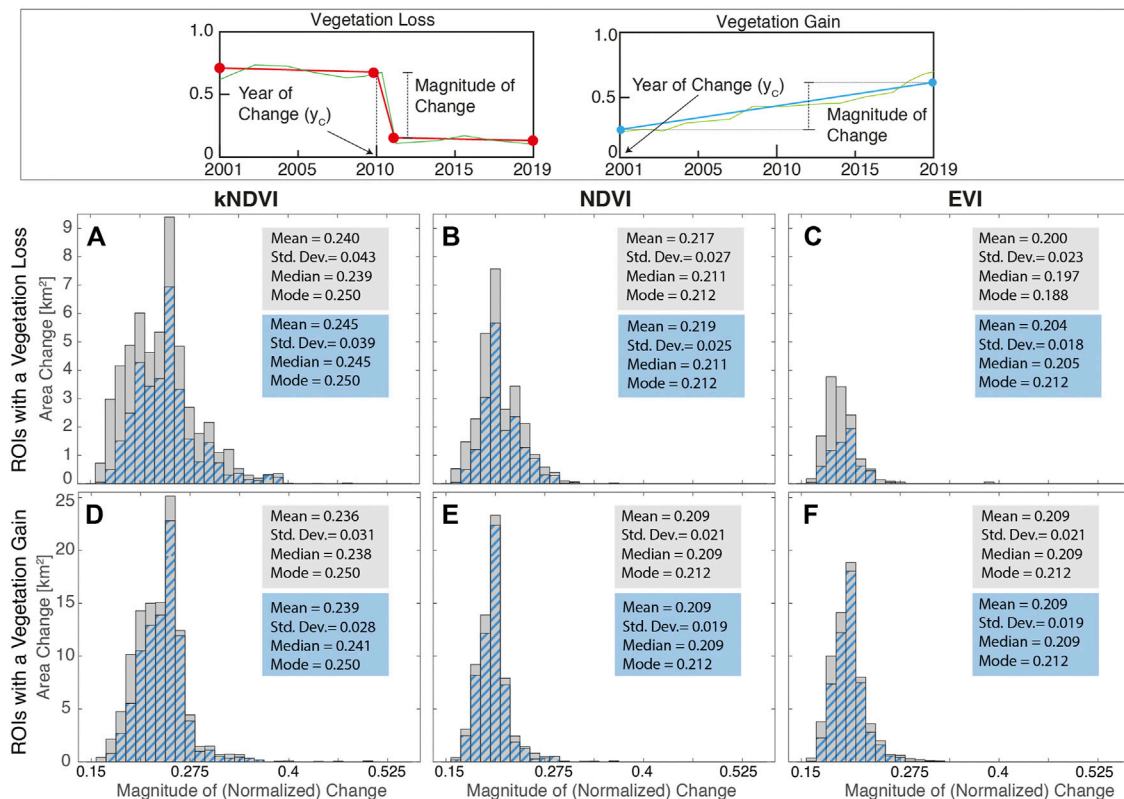 Vegetation Loss
1.0
0.5
0
Year of
Change (yc)
Magnitude of
Change
2001 2005 2010 2015 2019
Vegetation Gain
1.0
0.5
0
Year of Change (yc)
Magnitude of
Change
2001 2005 2010 2015 2019
kNDVI
NDVI
EVI
ROIs with a Vegetation Loss
Area Change [km²]
9
8
7
6
5
4
3
2
1
0
A
Mean = 0.240
Std. Dev.= 0.043
Median = 0.239
Mode = 0.250
Mean = 0.245
Std. Dev.= 0.039
Median = 0.245
Mode = 0.250
B
Mean = 0.217
Std. Dev.= 0.027
Median = 0.211
Mode = 0.212
Mean = 0.219
Std. Dev.= 0.025
Median = 0.211
Mode = 0.212
C
Mean = 0.200
Std. Dev.= 0.023
Median = 0.197
Mode = 0.188
Mean = 0.204
Std. Dev.= 0.018
Median = 0.205
Mode = 0.212
ROIs with a Vegetation Gain
Area Change [km²]
25
20
15
10
5
0
D
Mean = 0.236
Std. Dev.= 0.031
Median = 0.238
Mode = 0.250
Mean = 0.239
Std. Dev.= 0.028
Median = 0.241
Mode = 0.250
E
Mean = 0.209
Std. Dev.= 0.021
Median = 0.209
Mode = 0.212
Mean = 0.209
Std. Dev.= 0.019
Median = 0.209
Mode = 0.212
F
Mean = 0.209
Std. Dev.= 0.021
Median = 0.209
Mode = 0.212
Mean = 0.209
Std. Dev.= 0.019
Median = 0.209
Mode = 0.212
0.15 0.275 0.4 0.525
Magnitude of (Normalized) Change
0.15 0.275 0.4 0.525
Magnitude of (Normalized) Change
0.15 0.275 0.4 0.525
Magnitude of (Normalized) Change